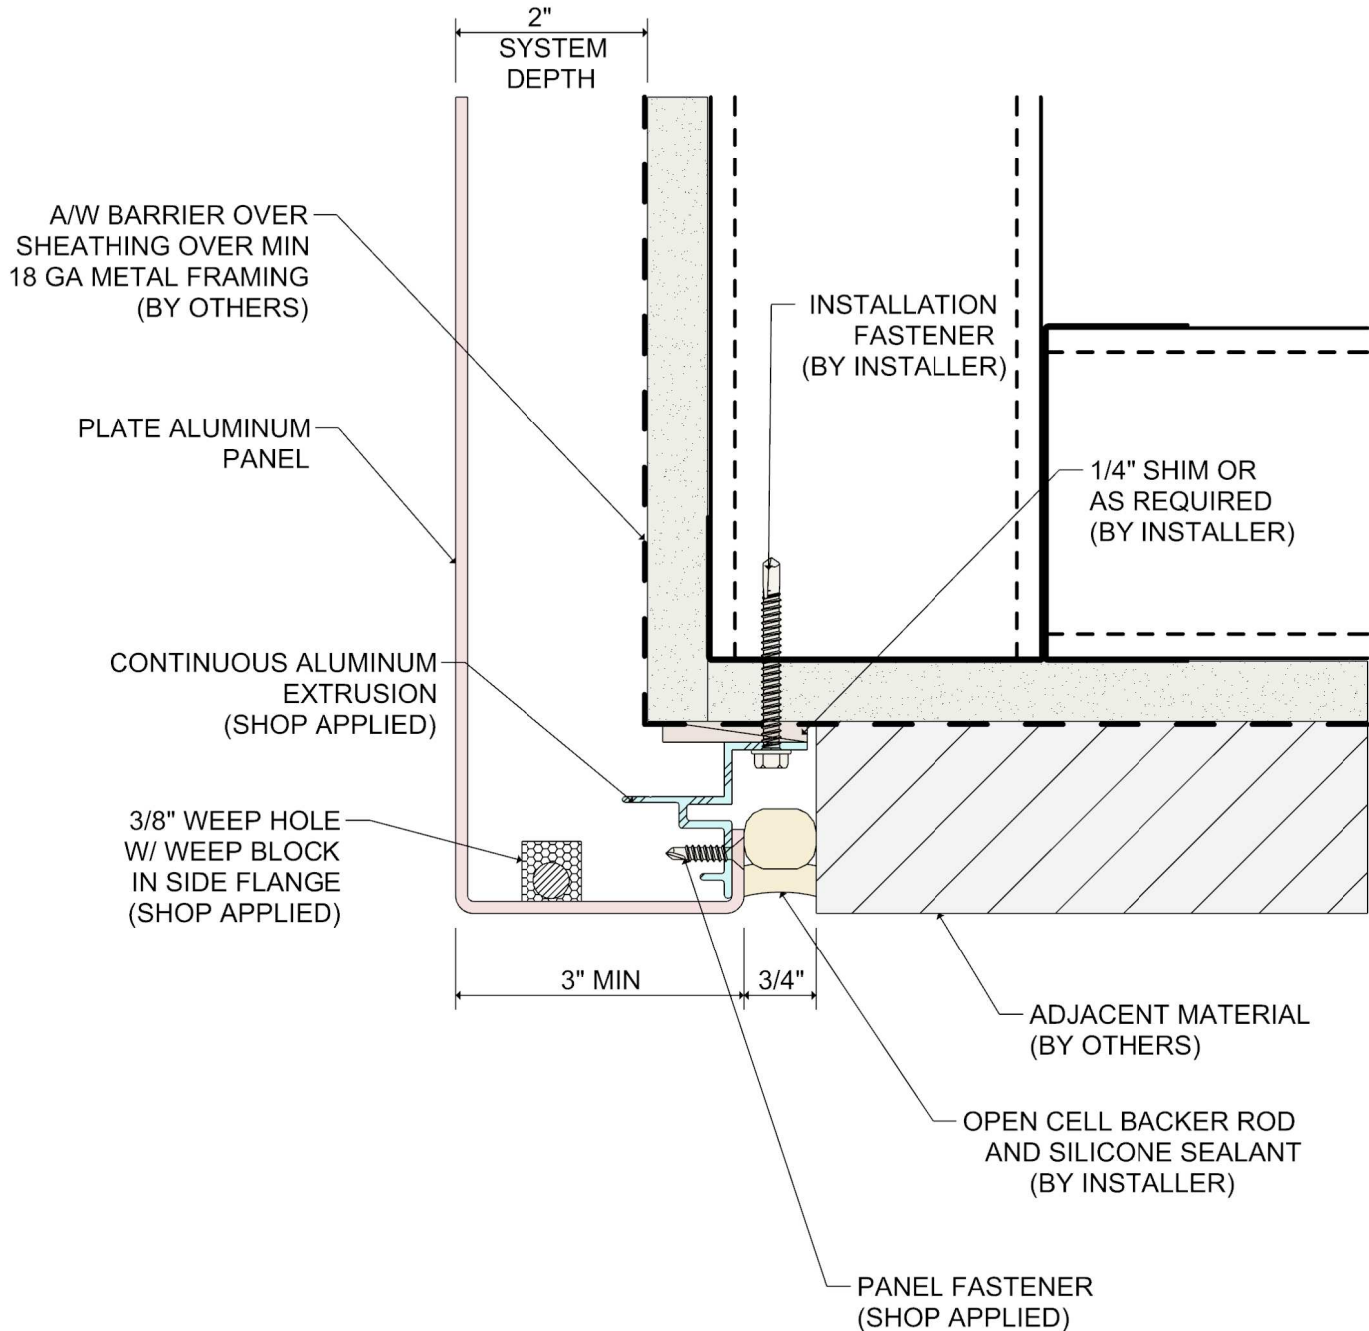 2"
SYSTEM
DEPTH
A/W BARRIER OVER
SHEATHING OVER MIN
18 GA METAL FRAMING
(BY OTHERS)
INSTALLATION
FASTENER
(BY INSTALLER)
PLATE ALUMINUM
PANEL
1/4" SHIM OR
AS REQUIRED
(BY INSTALLER)
CONTINUOUS ALUMINUM
EXTRUSION
(SHOP APPLIED)
3/8" WEEP HOLE
W/ WEEP BLOCK
IN SIDE FLANGE
(SHOP APPLIED)
3" MIN
3/4"
ADJACENT MATERIAL
(BY OTHERS)
OPEN CELL BACKER ROD
AND SILICONE SEALANT
(BY INSTALLER)
PANEL FASTENER
(SHOP APPLIED)